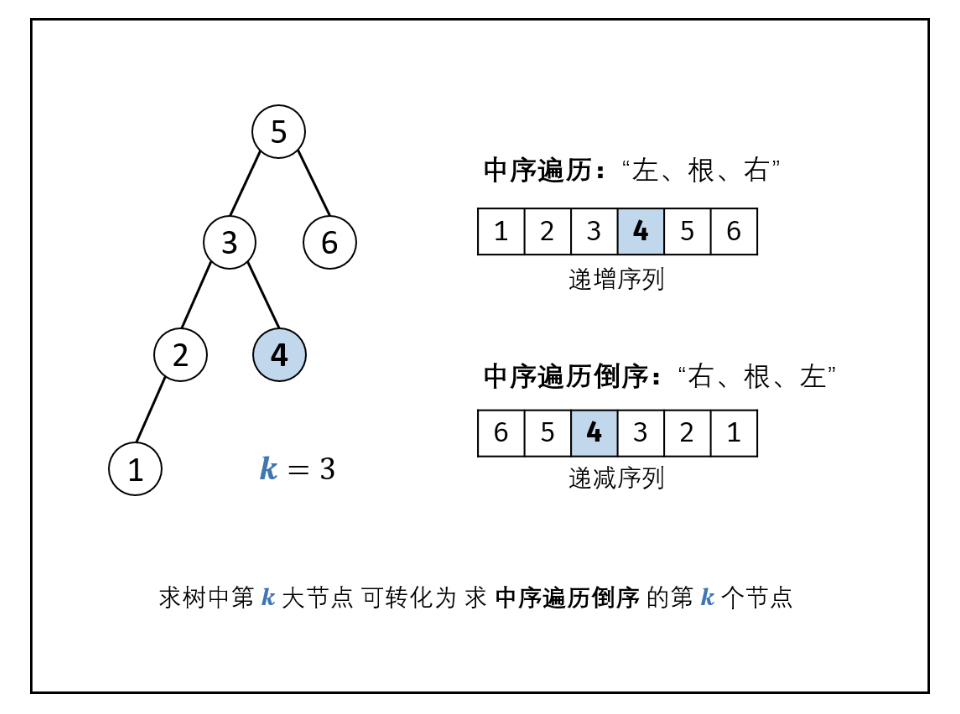 5
3 6
2 4
1
k = 3
中序遍历：“左、根、右”
1 2 3 4 5 6
递增序列
中序遍历倒序：“右、根、左”
6 5 4 3 2 1
递减序列
求树中第 k 大节点 可转化为 求 中序遍历倒序 的第 k 个节点